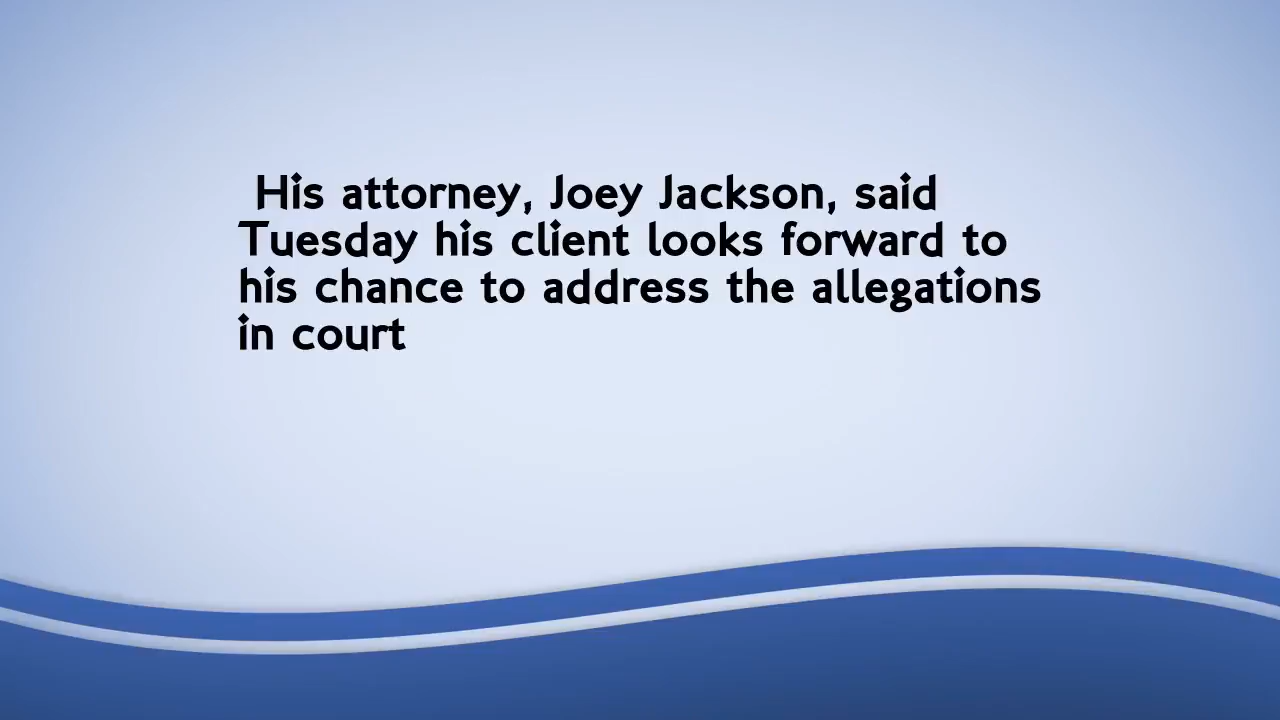 His attorney, Joey Jackson, said
Tuesday his client looks forward to
his chance to address the allegations
in court